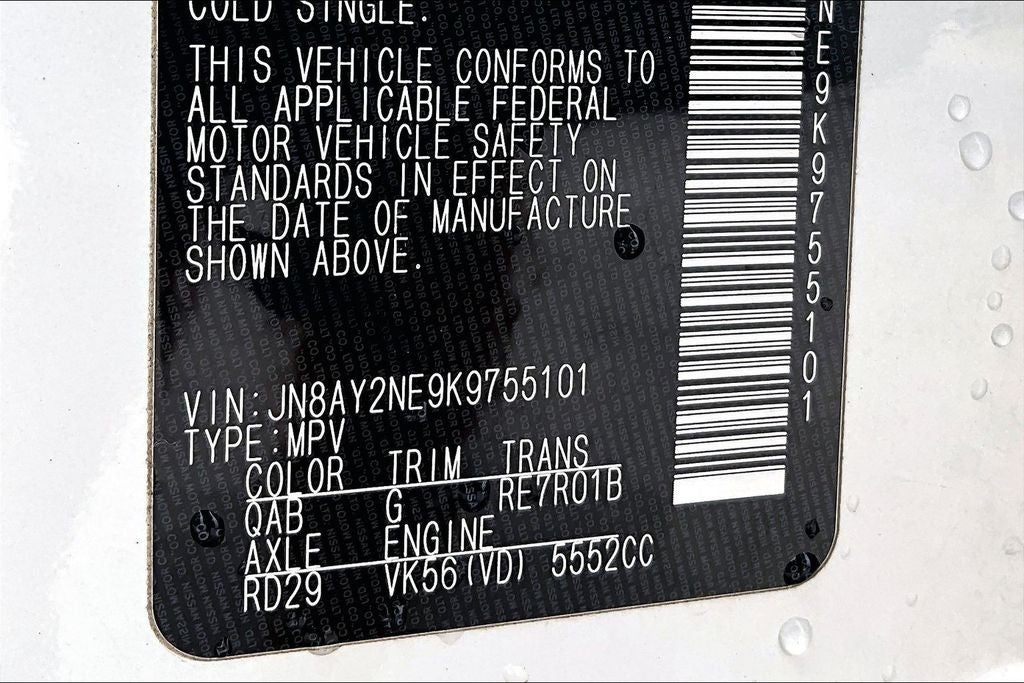 COLD SINGLE.
THIS VEHICLE CONFORMS TO
ALL APPLICABLE FEDERAL
MOTOR VEHICLE SAFETY
STANDARDS IN EFFECT ON
THE DATE OF MANUFACTURE
SHOWN ABOVE.
VIN:JN8AY2NE9K9755101
TYPE:MPV
COLOR TRIM TRANS
QAB G RE7R01B
AXLE ENGINE
RD29 VK56(VD) 5552CC
NE9K9755101